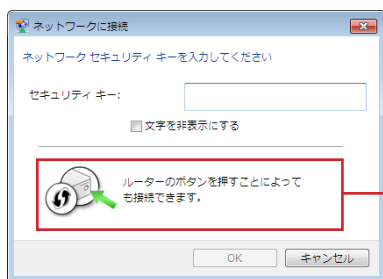 ネットワークに接続
ネットワーク セキュリティ キーを入力してください
セキュリティ キー:
文字を非表示にする
ルーターのボタンを押すことによって
も接続できます。
OK
キャンセル